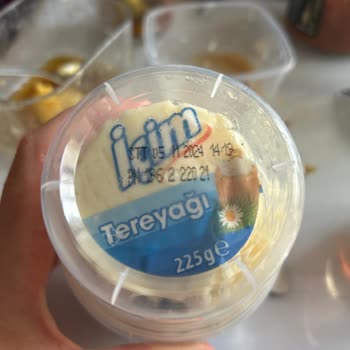 İçim
STT 05 11 2024 14:19
Tereyağı
225g e